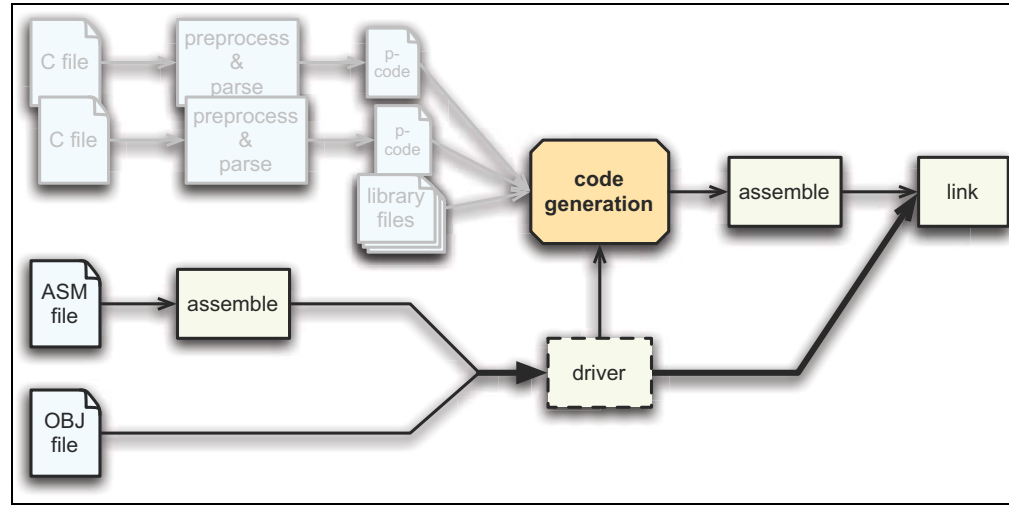 C file
preprocess
&
parse
p-
code
C file
preprocess
&
parse
p-
code
library
files
code
generation
assemble
link
ASM
file
assemble
driver
OBJ
file